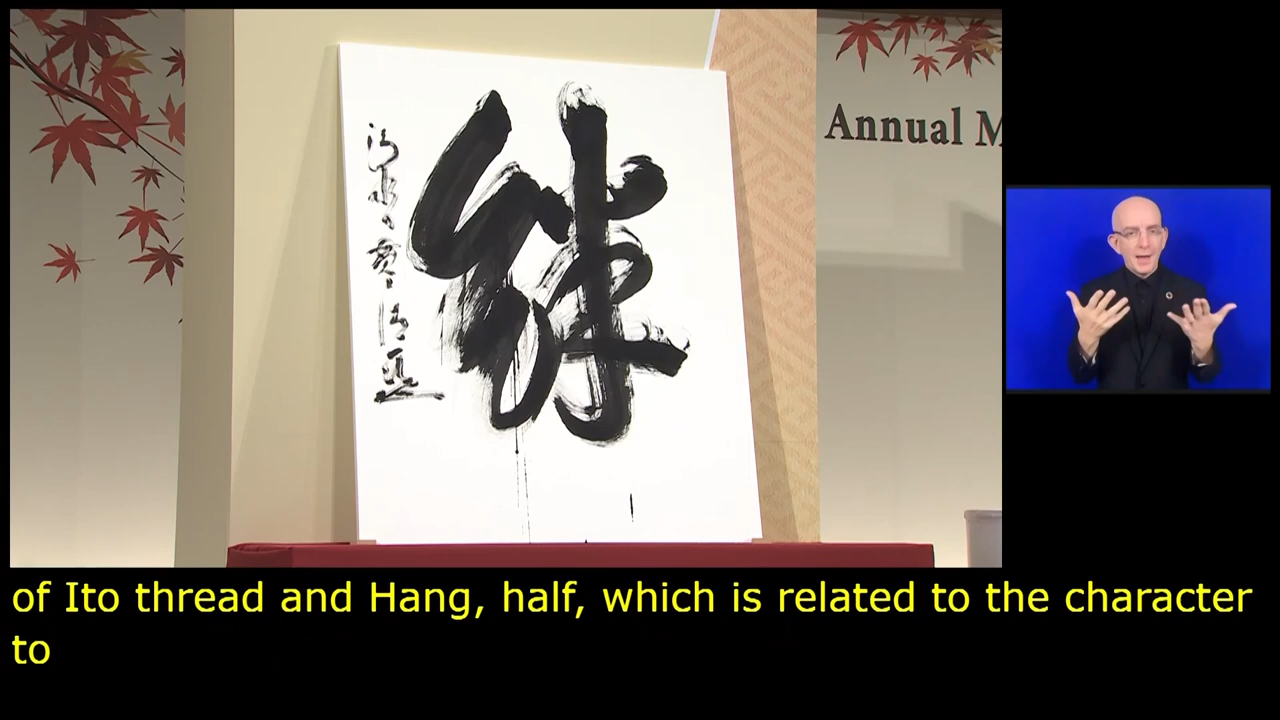 絆
Annual M
of Ito thread and Hang, half, which is related to the character
to